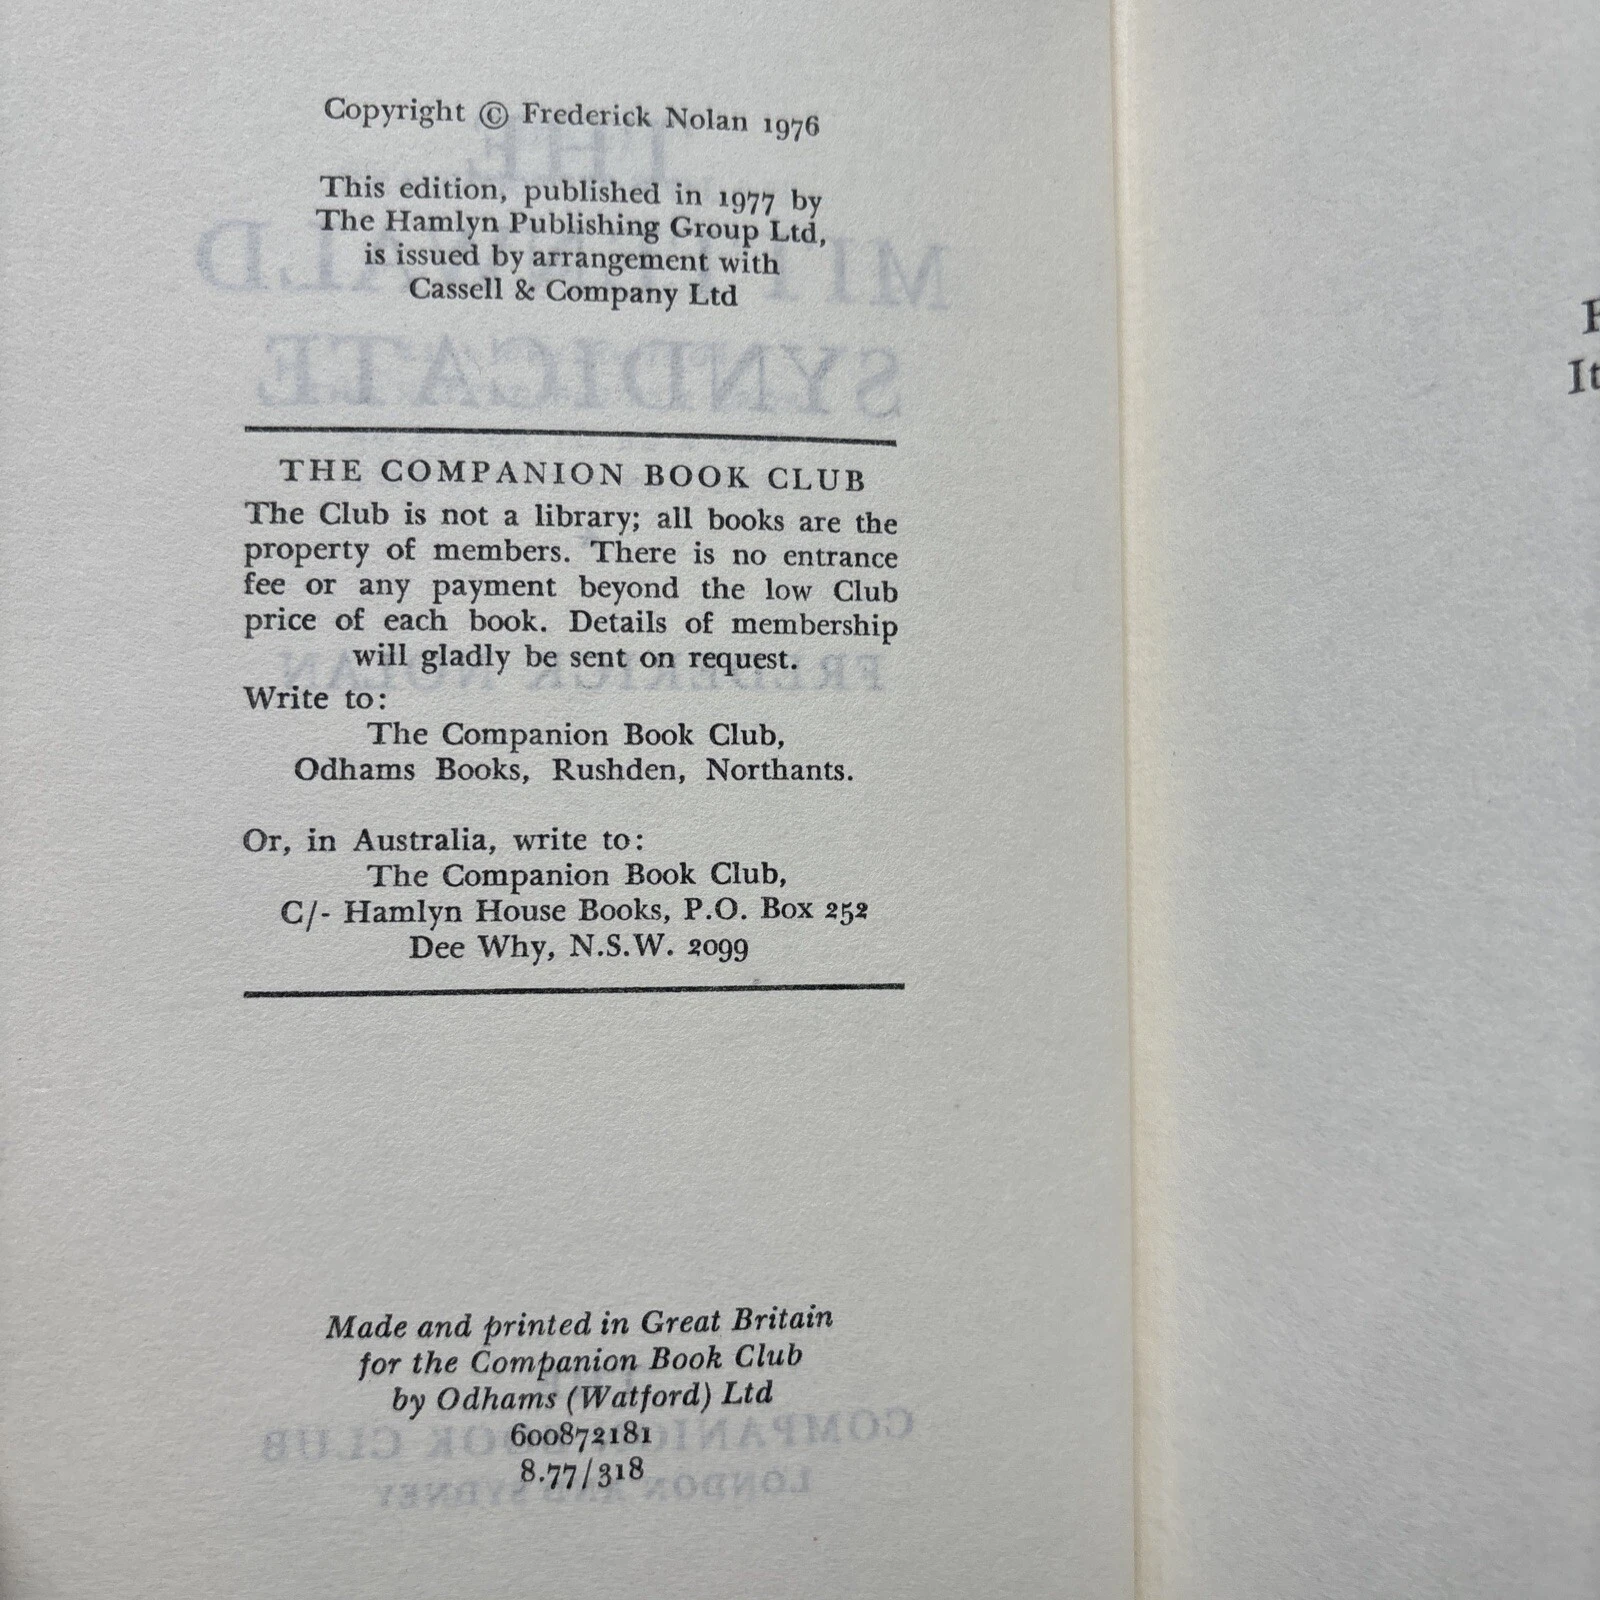 Copyright © Frederick Nolan 1976
This edition, published in 1977 by
The Hamlyn Publishing Group Ltd,
is issued by arrangement with
Cassell & Company Ltd
THE COMPANION BOOK CLUB
The Club is not a library; all books are the
property of members. There is no entrance
fee or any payment beyond the low Club
price of each book. Details of membership
will gladly be sent on request.
Write to:
The Companion Book Club,
Odhams Books, Rushden, Northants.
Or, in Australia, write to:
The Companion Book Club,
C/- Hamlyn House Books, P.O. Box 252
Dee Why, N.S.W. 2099
Made and printed in Great Britain
for the Companion Book Club
by Odhams (Watford) Ltd
600872181
8.77/318
It